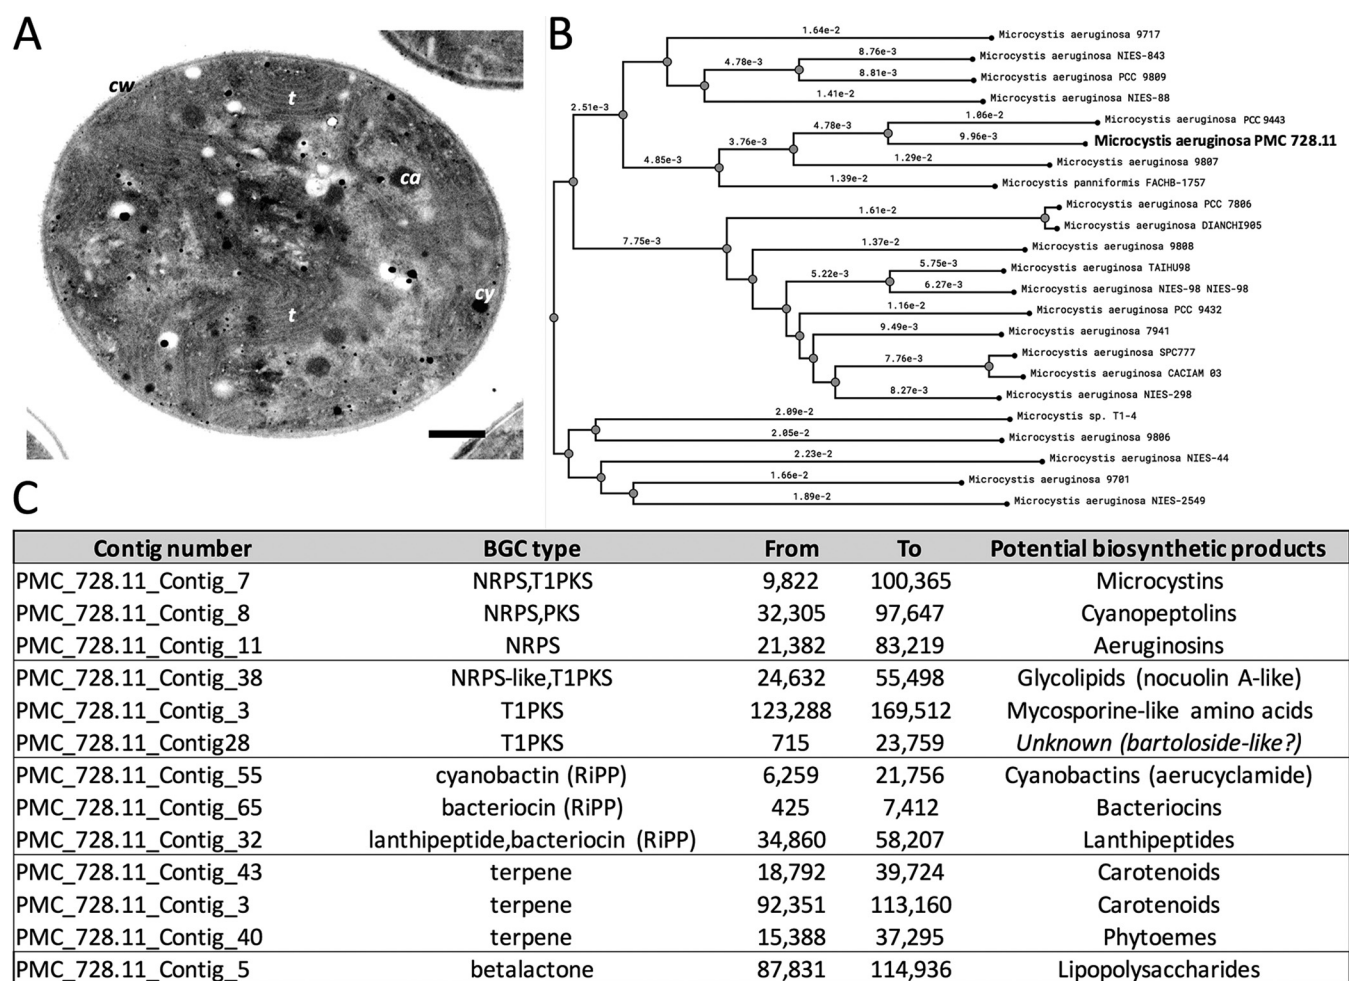 A
cw
t
ca
cy
t
B
1.64e-2
Microcystis aeruginosa 9717
8.76e-3
Microcystis aeruginosa NIES-843
4.78e-3
8.81e-3
Microcystis aeruginosa PCC 9809
1.41e-2
Microcystis aeruginosa NIES-88
2.51e-3
1.06e-2
Microcystis aeruginosa PCC 9443
4.78e-3
9.96e-3
Microcystis aeruginosa PMC 728.11
3.76e-3
1.29e-2
Microcystis aeruginosa 9807
4.85e-3
1.39e-2
Microcystis panniformis FACHB-1757
Microcystis aeruginosa PCC 7806
1.61e-2
Microcystis aeruginosa DIANCHI905
7.75e-3
1.37e-2
Microcystis aeruginosa 9808
5.75e-3
Microcystis aeruginosa TAIHU98
5.22e-3
6.27e-3
Microcystis aeruginosa NIES-98 NIES-98
1.16e-2
Microcystis aeruginosa PCC 9432
9.49e-3
Microcystis aeruginosa 7941
Microcystis aeruginosa SPC777
7.76e-3
Microcystis aeruginosa CACIAM 03
8.27e-3
Microcystis aeruginosa NIES-298
2.09e-2
Microcystis sp. T1-4
2.05e-2
Microcystis aeruginosa 9806
2.23e-2
Microcystis aeruginosa NIES-44
1.66e-2
Microcystis aeruginosa 9701
1.89e-2
Microcystis aeruginosa NIES-2549
C
Contig number BGC type From To Potential biosynthetic products
PMC_728.11_Contig_7 NRPS,T1PKS 9,822 100,365 Microcystins
PMC_728.11_Contig_8 NRPS,PKS 32,305 97,647 Cyanopeptolins
PMC_728.11_Contig_11 NRPS 21,382 83,219 Aeruginosins
PMC_728.11_Contig_38 NRPS-like,T1PKS 24,632 55,498 Glycolipids (nocuolin A-like)
PMC_728.11_Contig_3 T1PKS 123,288 169,512 Mycosporine-like amino acids
PMC_728.11_Contig28 T1PKS 715 23,759 Unknown (bartoloside-like?)
PMC_728.11_Contig_55 cyanobactin (RiPP) 6,259 21,756 Cyanobactins (aerucyclamide)
PMC_728.11_Contig_65 bacteriocin (RiPP) 425 7,412 Bacteriocins
PMC_728.11_Contig_32 lanthipeptide,bacteriocin (RiPP) 34,860 58,207 Lanthipeptides
PMC_728.11_Contig_43 terpene 18,792 39,724 Carotenoids
PMC_728.11_Contig_3 terpene 92,351 113,160 Carotenoids
PMC_728.11_Contig_40 terpene 15,388 37,295 Phytoemes
PMC_728.11_Contig_5 betalactone 87,831 114,936 Lipopolysaccharides